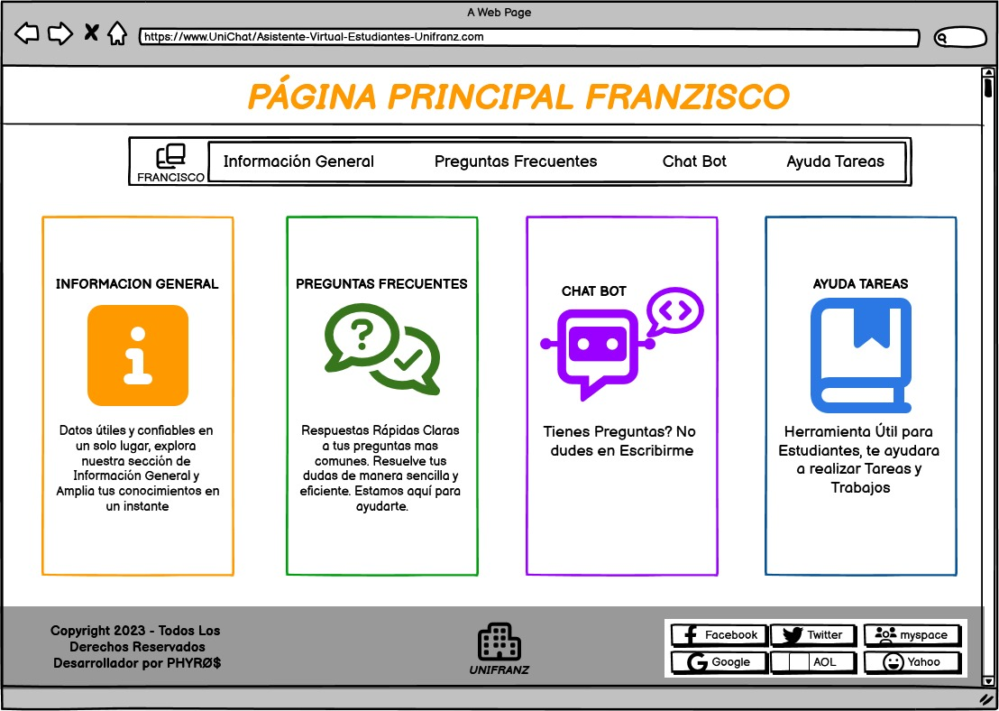 A Web Page
https://www.UniChat/Asistente-Virtual-Estudiantes-Unifranz.com
PÁGINA PRINCIPAL FRANZISCO
FRANCISCO
Información General
Preguntas Frecuentes
Chat Bot
Ayuda Tareas
INFORMACION GENERAL
Datos útiles y confiables en
un solo lugar, explora
nuestra sección de
Información General y
Amplia tus conocimientos en
un instante
PREGUNTAS FRECUENTES
Respuestas Rápidas Claras
a tus preguntas mas
comunes. Resuelve tus
dudas de manera sencilla y
eficiente. Estamos aquí para
ayudarte.
CHAT BOT
Tienes Preguntas? No
dudes en Escribirme
AYUDA TAREAS
Herramienta Útil para
Estudiantes, te ayudara
a realizar Tareas y
Trabajos
Copyright 2023 - Todos Los
Derechos Reservados
Desarrollador por PHYRØ$
UNIFRANZ
Facebook
Twitter
myspace
Google
AOL
Yahoo